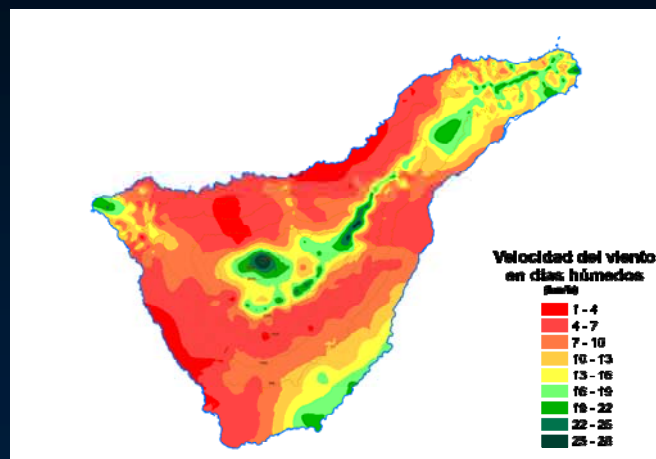 Velocidad del viento
en días húmedos
(km/h)
1 - 4
4 - 7
7 - 10
10 - 13
13 - 16
16 - 19
19 - 22
22 - 25
25 - 28